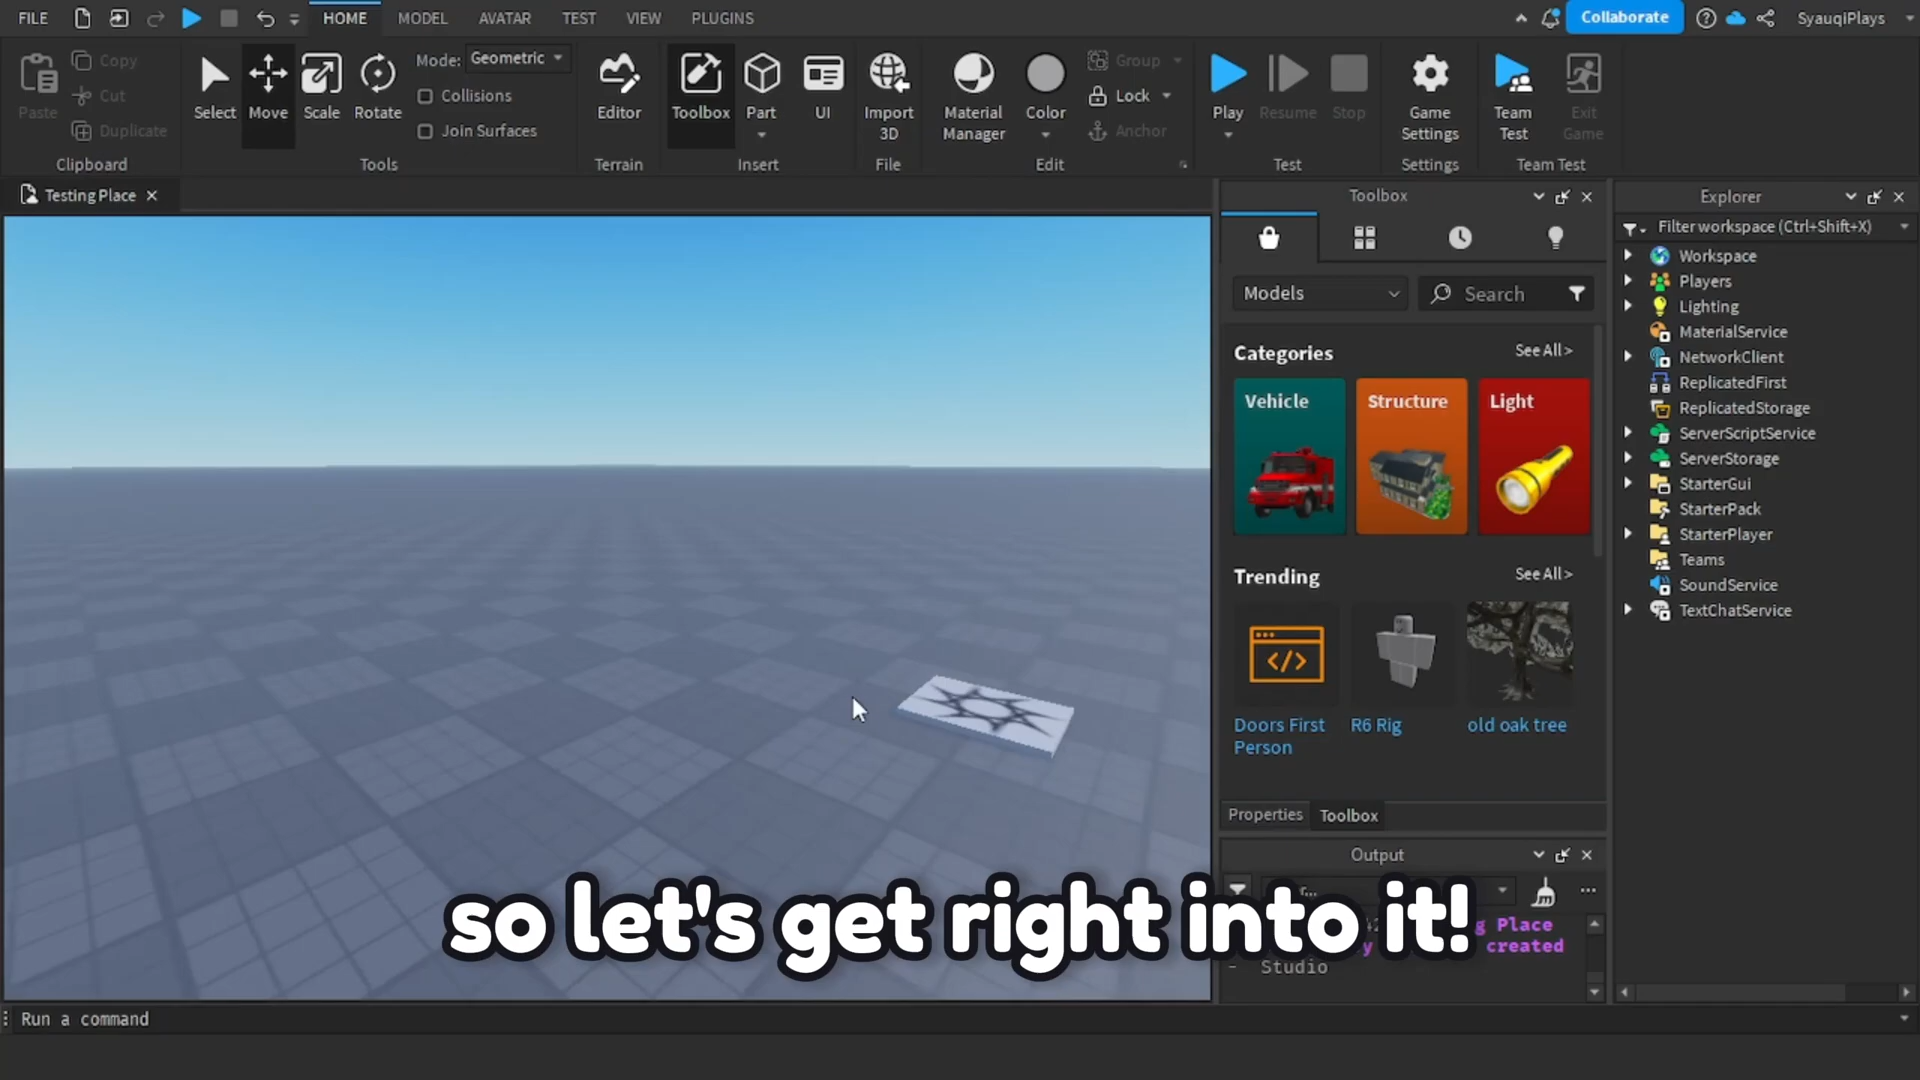 FILE
HOME
MODEL
AVATAR
TEST
VIEW
PLUGINS
Collaborate
SyauqiPlays
Paste
Copy
Cut
Duplicate
Clipboard
Select
Move
Scale
Rotate
Mode: Geometric
Collisions
Join Surfaces
Tools
Editor
Terrain
Toolbox
Part
UI
Insert
Import
3D
File
Material
Manager
Color
Group
Lock
Anchor
Edit
Play
Resume
Stop
Test
Game
Settings
Settings
Team
Test
Exit
Game
Team Test
Testing Place
Toolbox
Models
Search
Categories
See All >
Vehicle
Structure
Light
Trending
See All >
Doors First
Person
R6 Rig
old oak tree
Properties
Toolbox
Output
g Place
created
- Studio
Explorer
Filter workspace (Ctrl+Shift+X)
Workspace
Players
Lighting
MaterialService
NetworkClient
ReplicatedFirst
ReplicatedStorage
ServerScriptService
ServerStorage
StarterGui
StarterPack
StarterPlayer
Teams
SoundService
TextChatService
so let's get right into it!
Run a command